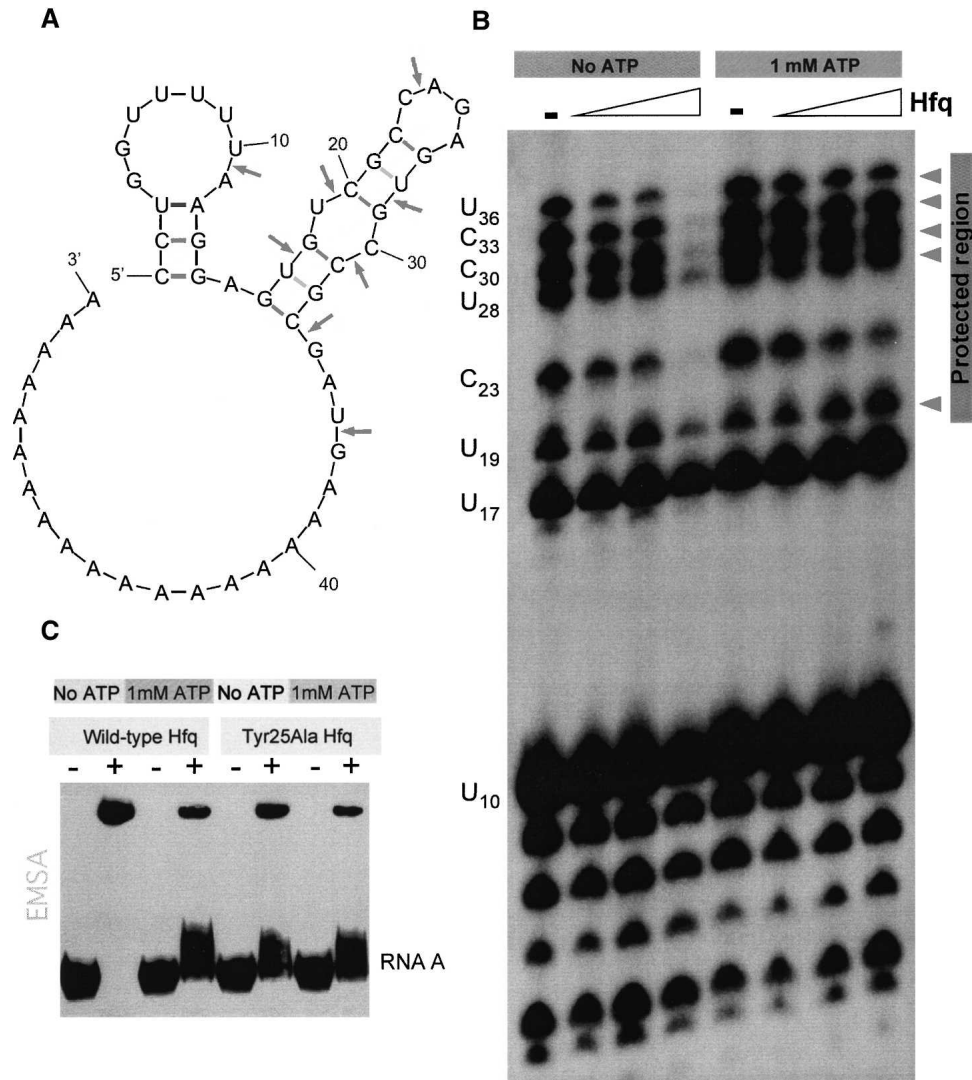 A
C C U G G U U U U U A A G G A G U G U C G C C A G A G U G C C G C G A U G A A A A A A A A A A A A A A A A A A
10
20
30
40
3'
5'
B
No ATP
1 mM ATP
- - Hfq
U36
C33
C30
U28
C23
U19
U17
U10
Protected region
C
No ATP 1mM ATP No ATP 1mM ATP
Wild-type Hfq Tyr25Ala Hfq
- + - + - + - +
EMSA
RNA A